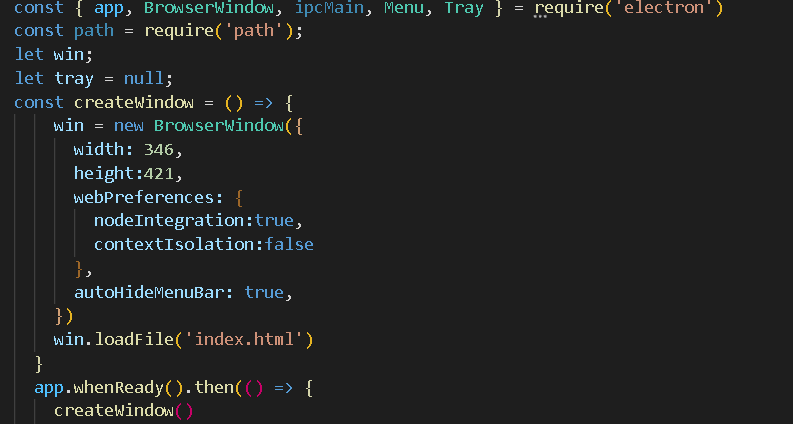 const { app, BrowserWindow, ipcMain, Menu, Tray } = require('electron')
const path = require('path');
let win;
let tray = null;
const createWindow = () => {
win = new BrowserWindow({
width: 346,
height:421,
webPreferences: {
nodeIntegration:true,
contextIsolation:false
},
autoHideMenuBar: true,
})
win.loadFile('index.html')
}
app.whenReady().then(() => {
createWindow()